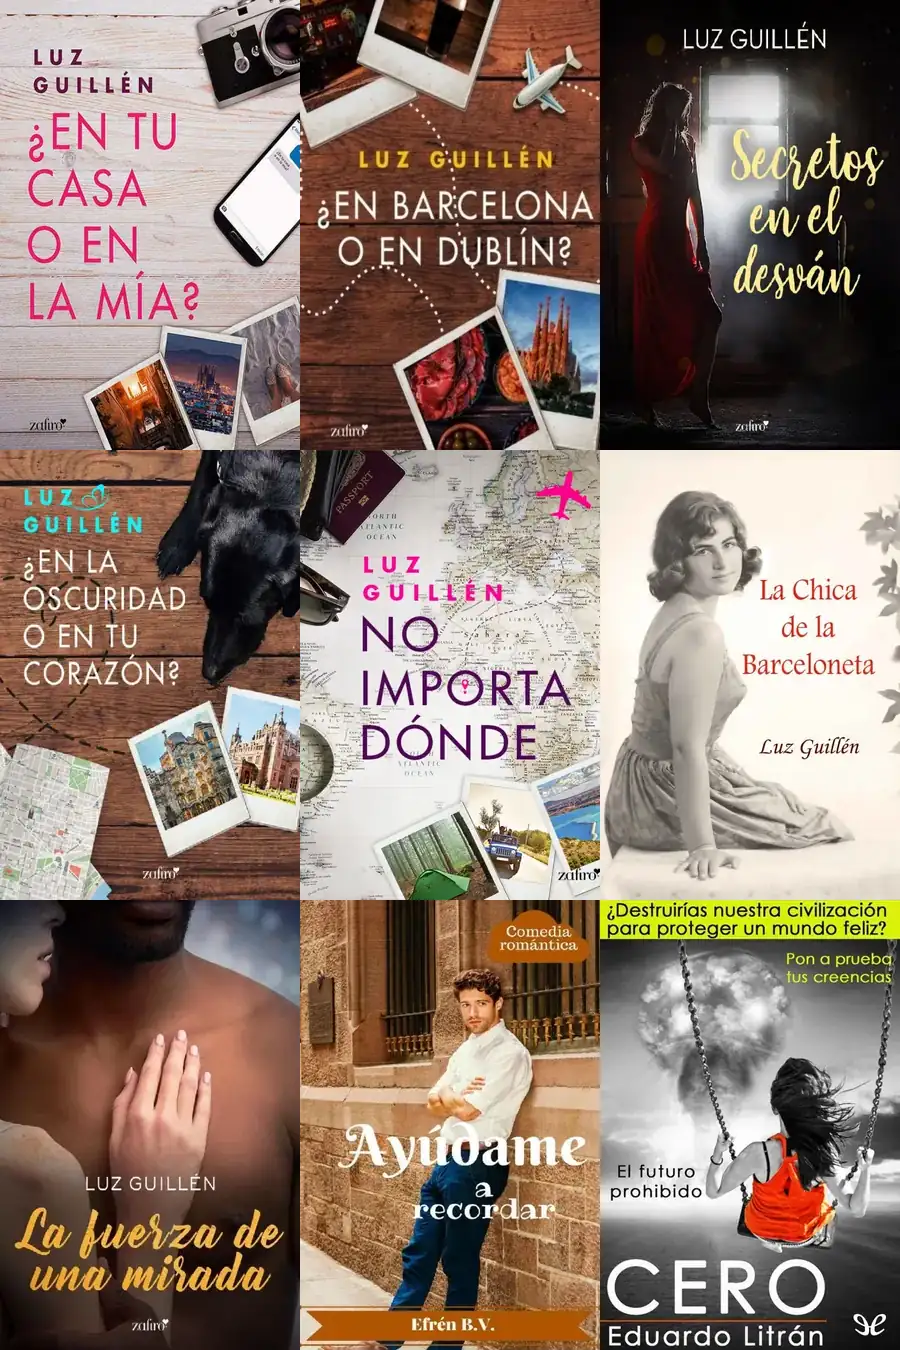 LUZ
GUILLÉN
¿EN TU
CASA
O EN
LA MÍA?
zafiro
LUZ GUILLÉN
¿EN BARCELONA
O EN DUBLÍN?
zafiro
LUZ GUILLÉN
Secretos
en el
desván
zafiro
LUZ
GUILLÉN
¿EN LA
OSCURIDAD
O EN TU
CORAZÓN?
zafiro
PASSPORT
NORTH
ATLANTIC
OCEAN
LUZ
GUILLÉN
NO
IMPORTA
DÓNDE
Sahara
ATLANTIC
OCEAN
zafiro
La Chica
de la
Barceloneta
Luz Guillén
LUZ GUILLÉN
La fuerza de
una mirada
zafiro
Comedia
romántica
Ayúdame
a
recordar
Efrén B.V.
¿Destruirías nuestra civilización
para proteger un mundo feliz?
Pon a prueba
tus creencias
El futuro
prohibido
CERO
Eduardo Litrán